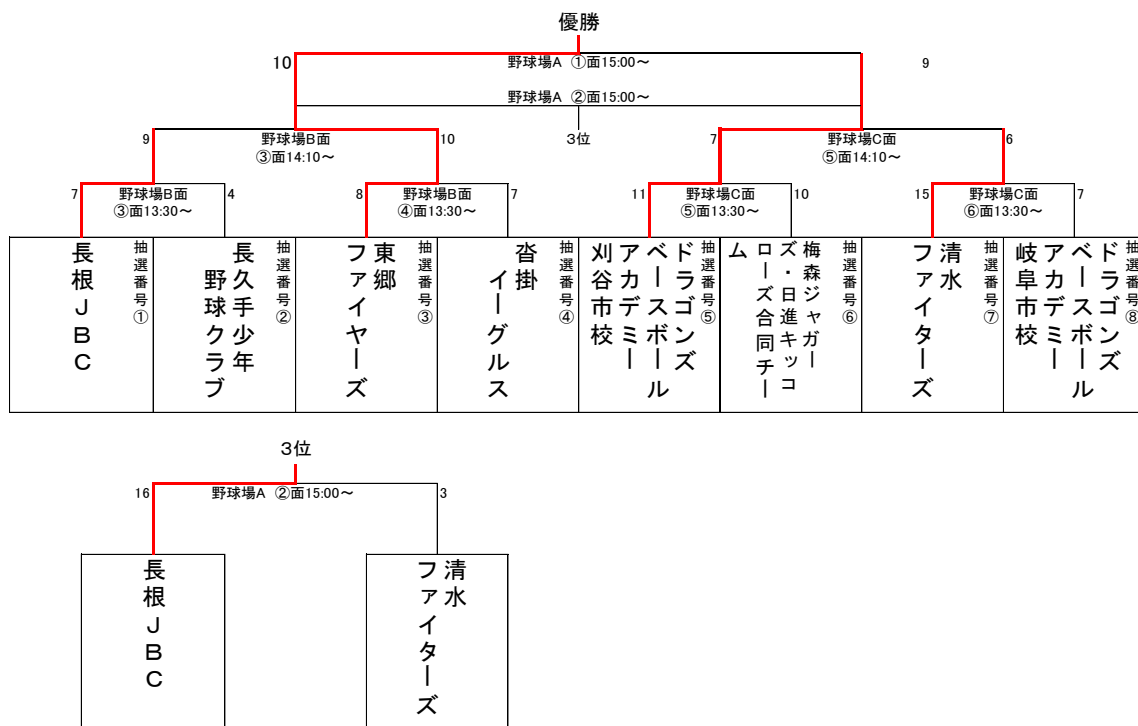 優勝
10
野球場A ①面15:00～
9
野球場A ②面15:00～
3位
9
野球場B面
③面14:10～
10
7
野球場C面
⑤面14:10～
6
7
野球場B面
③面13:30～
4
8
野球場B面
④面13:30～
7
11
野球場C面
⑤面13:30～
10
15
野球場C面
⑥面13:30～
7
抽選番号①
長根JBC
抽選番号②
長久手少年
野球クラブ
抽選番号③
東郷
ファイヤーズ
抽選番号④
沓掛
イーグルス
抽選番号⑤
ドラゴンズ
ベースボール
アカデミー
刈谷市校
抽選番号⑥
梅森ジャガー
ズ・日進キッコ
ローズ合同チー
ム
抽選番号⑦
清水
ファイターズ
抽選番号⑧
ドラゴンズ
ベースボール
アカデミー
岐阜市校
3位
16
野球場A ②面15:00～
3
長根JBC
清水
ファイターズ